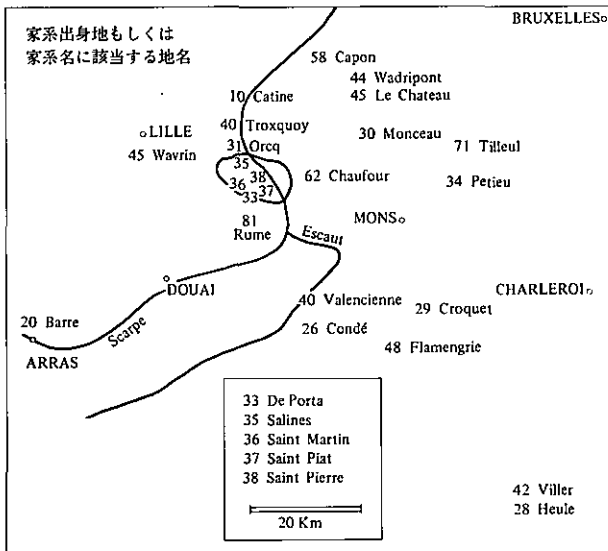 家系出身地もしくは
家系名に該当する地名
BRUXELLES
58 Capon
44 Wadripont
45 Le Chateau
10 Catine
40 Troxquoy
LILLE
31 Orcq
30 Monceau
71 Tilleul
45 Wavrin
35
38
36
37
33
62 Chaufour
34 Petieu
81
Rume
MONS
Escaut
DOUAI
Scarpe
40 Valencienne
29 Croquet
CHARLEROI
20 Barre
ARRAS
26 Condé
48 Flamengrie
33 De Porta
35 Salines
36 Saint Martin
37 Saint Piat
38 Saint Pierre
20 Km
42 Viller
28 Heule